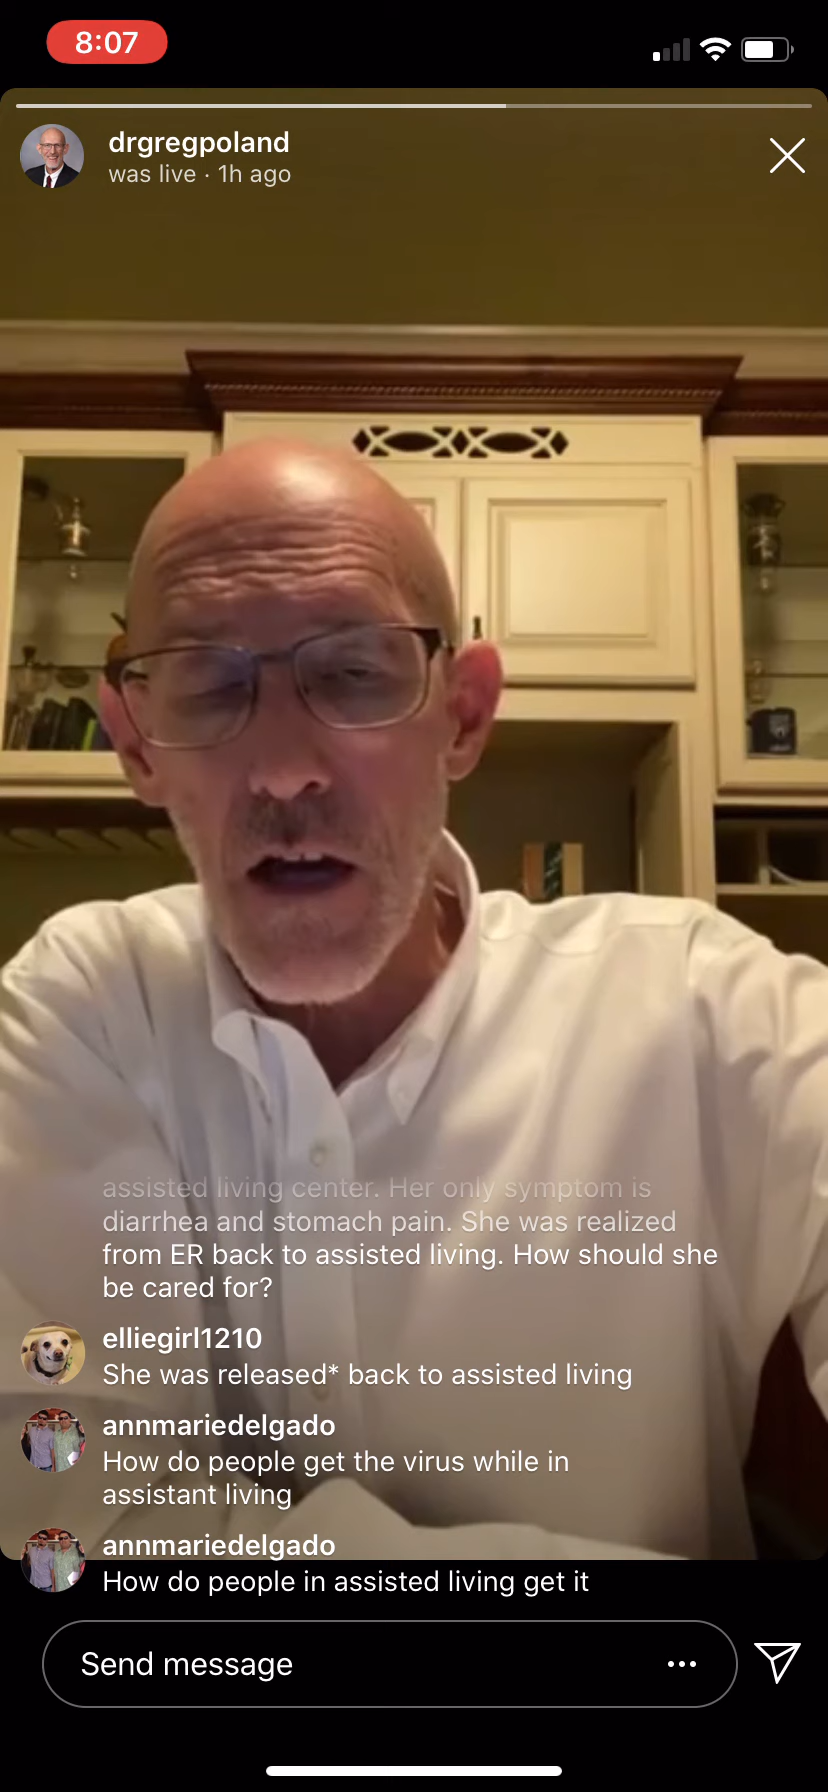 8:07
drgregpoland
was live · 1h ago
assisted living center. Her only symptom is
diarrhea and stomach pain. She was realized
from ER back to assisted living. How should she
be cared for?
elliegirl1210
She was released* back to assisted living
annmariedelgado
How do people get the virus while in
assistant living
annmariedelgado
How do people in assisted living get it
Send message